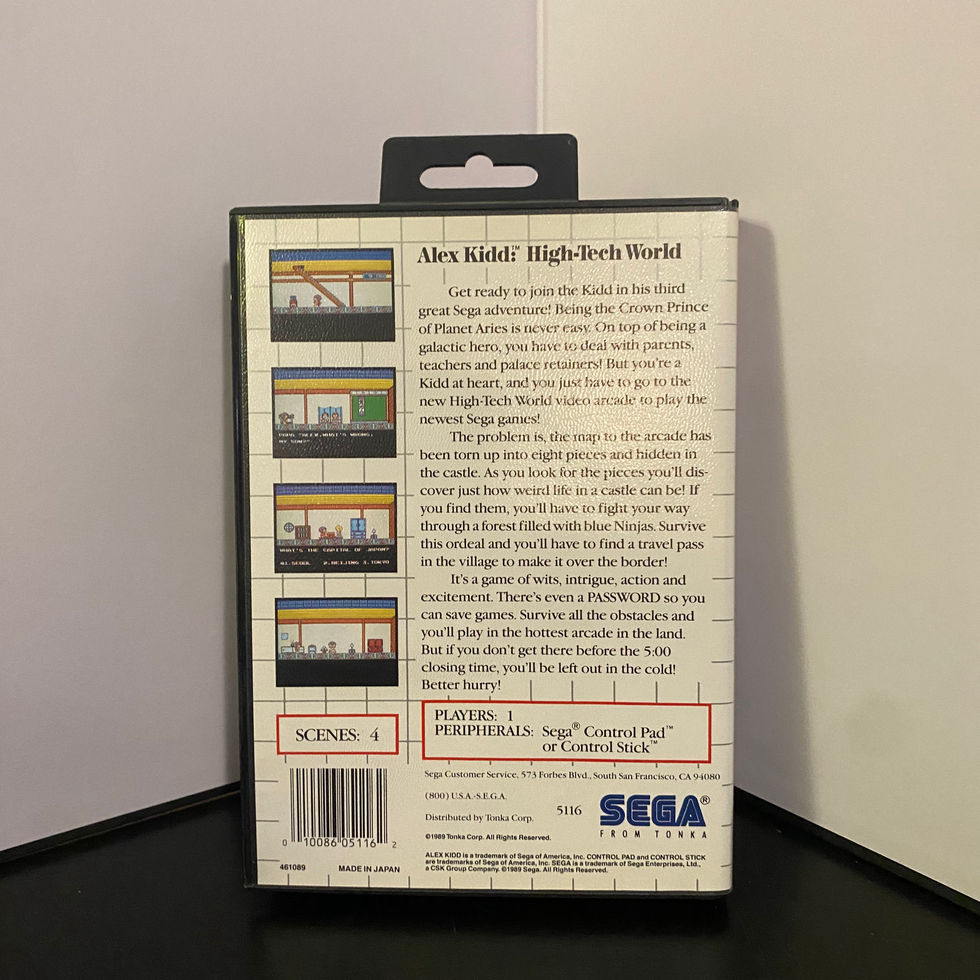 Alex Kidd:™ High-Tech World
Get ready to join the Kidd in his third
great Sega adventure! Being the Crown Prince
of Planet Aries is never easy. On top of being a
galactic hero, you have to deal with parents,
teachers and palace retainers! But you're a
Kidd at heart, and you just have to go to the
new High-Tech World video arcade to play the
newest Sega games!
The problem is, the map to the arcade has
been torn up into eight pieces and hidden in
the castle. As you look for the pieces you'll dis-
cover just how weird life in a castle can be! If
you find them, you'll have to fight your way
through a forest filled with blue Ninjas. Survive
this ordeal and you'll have to find a travel pass
in the village to make it over the border!
It's a game of wits, intrigue, action and
excitement. There's even a PASSWORD so you
can save games. Survive all the obstacles and
you'll play in the hottest arcade in the land.
But if you don't get there before the 5:00
closing time, you'll be left out in the cold!
Better hurry!
PAPA "ALEX,WHAT'S WRONG,
MY SON?"
WHAT'S THE CAPITAL OF JAPAN?
1.SEOUL 2.BEIJING 3.TOKYO
SCENES: 4
PLAYERS: 1
PERIPHERALS: Sega® Control Pad™
or Control Stick™
Sega Customer Service, 573 Forbes Blvd., South San Francisco, CA 94080
(800) U.S.A.-S.E.G.A.
Distributed by Tonka Corp.
5116
SEGA®
FROM TONKA
©1989 Tonka Corp. All Rights Reserved.
ALEX KIDD is a trademark of Sega of America, Inc. CONTROL PAD and CONTROL STICK
are trademarks of Sega of America, Inc. SEGA is a trademark of Sega Enterprises, Ltd.,
a CSK Group Company. ©1989 Sega. All Rights Reserved.
0 10086 05116 2
461089 MADE IN JAPAN